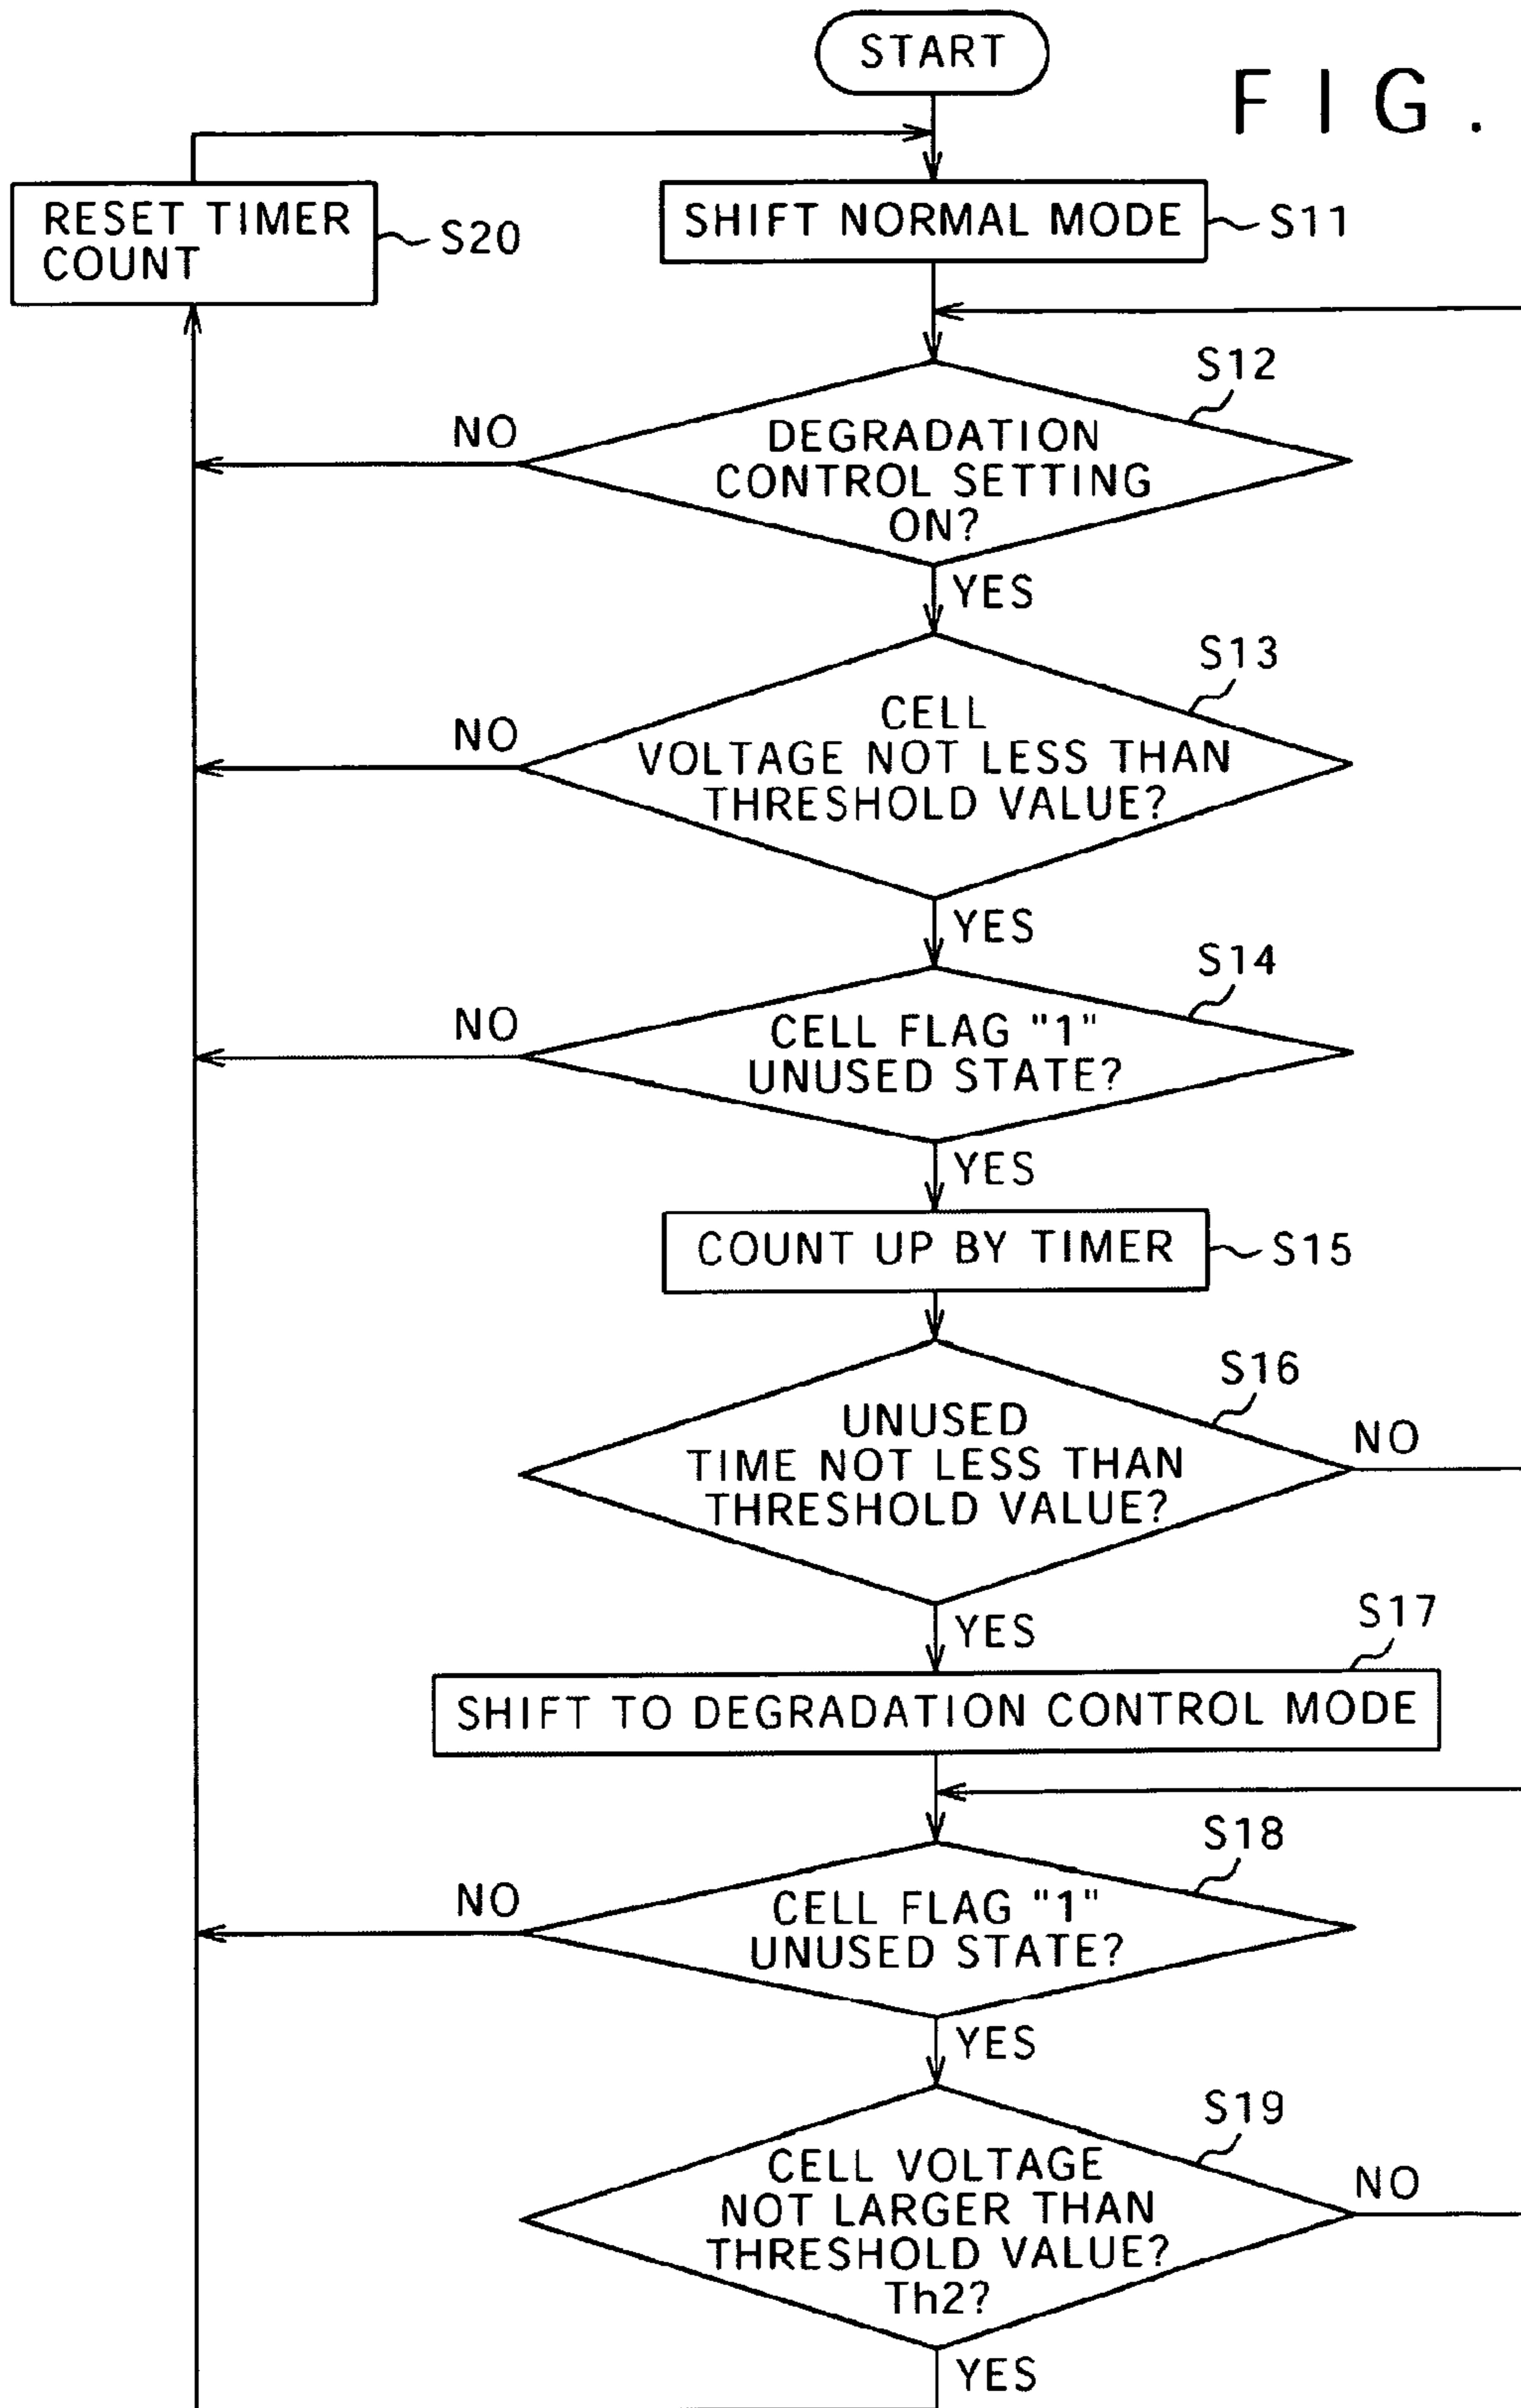 START
FIG.
RESET TIMER
COUNT
S20
SHIFT NORMAL MODE
S11
S12
DEGRADATION
CONTROL SETTING
ON?
NO
YES
S13
CELL
VOLTAGE NOT LESS THAN
THRESHOLD VALUE?
NO
YES
S14
CELL FLAG "1"
UNUSED STATE?
NO
YES
COUNT UP BY TIMER
S15
S16
UNUSED
TIME NOT LESS THAN
THRESHOLD VALUE?
NO
YES
S17
SHIFT TO DEGRADATION CONTROL MODE
S18
CELL FLAG "1"
UNUSED STATE?
NO
YES
S19
CELL VOLTAGE
NOT LARGER THAN
THRESHOLD VALUE?
Th2?
NO
YES